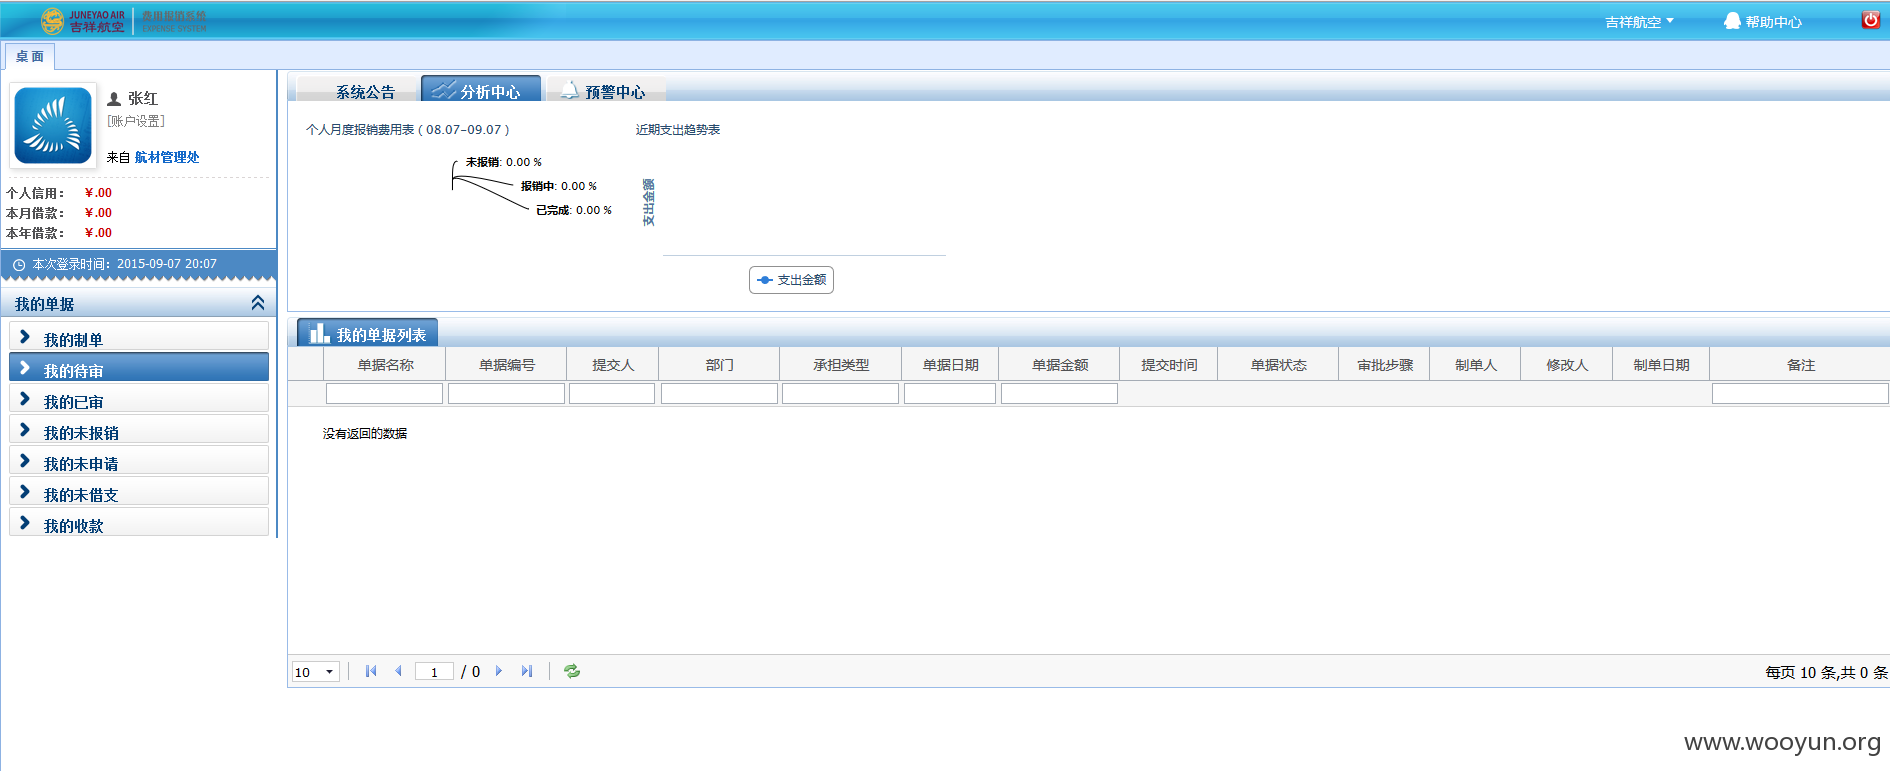 JUNEYAO AIR
吉祥航空
费用报销系统
EXPENSE SYSTEM
吉祥航空
帮助中心
桌面
张红
[账户设置]
来自 航材管理处
个人信用： ￥.00
本月借款： ￥.00
本年借款： ￥.00
本次登录时间：2015-09-07 20:07
我的单据
我的制单
我的待审
我的已审
我的未报销
我的未申请
我的未借支
我的收款
系统公告
分析中心
预警中心
个人月度报销费用表（08.07-09.07）
未报销: 0.00 %
报销中: 0.00 %
已完成: 0.00 %
近期支出趋势表
支出金额
支出金额
我的单据列表
单据名称 单据编号 提交人 部门 承担类型 单据日期 单据金额 提交时间 单据状态 审批步骤 制单人 修改人 制单日期 备注
没有返回的数据
10 1 / 0
每页 10 条,共 0 条
www.wooyun.org